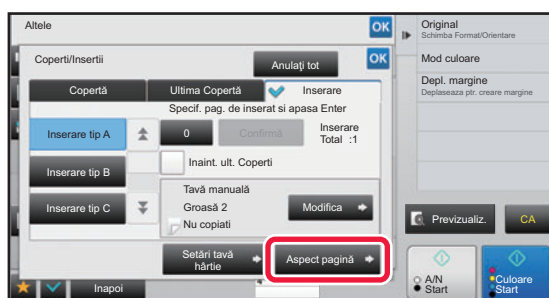 Altele
OK
Original
Schimba Format/Orientare
Coperti/Insertii
Anulaţi tot
OK
Mod culoare
Copertă
Ultima Copertă
Inserare
Depl. margine
Deplaseaza ptr. creare margine
Specif. pag. de inserat si apasa Enter
Inserare tip A
0
Confirmă
Inserare
Total :1
Inaint. ult. Coperti
Inserare tip B
Tavă manuală
Inserare tip C
Groasă 2
Modifica
Nu copiati
Previzualiz.
CA
Setări tavă
hârtie
Aspect pagină
Inapoi
A/N
Start
Culoare
Start